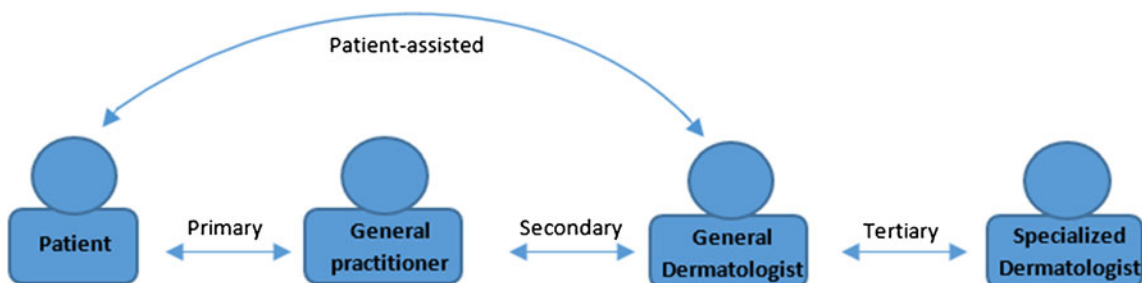 Patient-assisted
Primary
Secondary
Tertiary
Patient
General
practitioner
General
Dermatologist
Specialized
Dermatologist